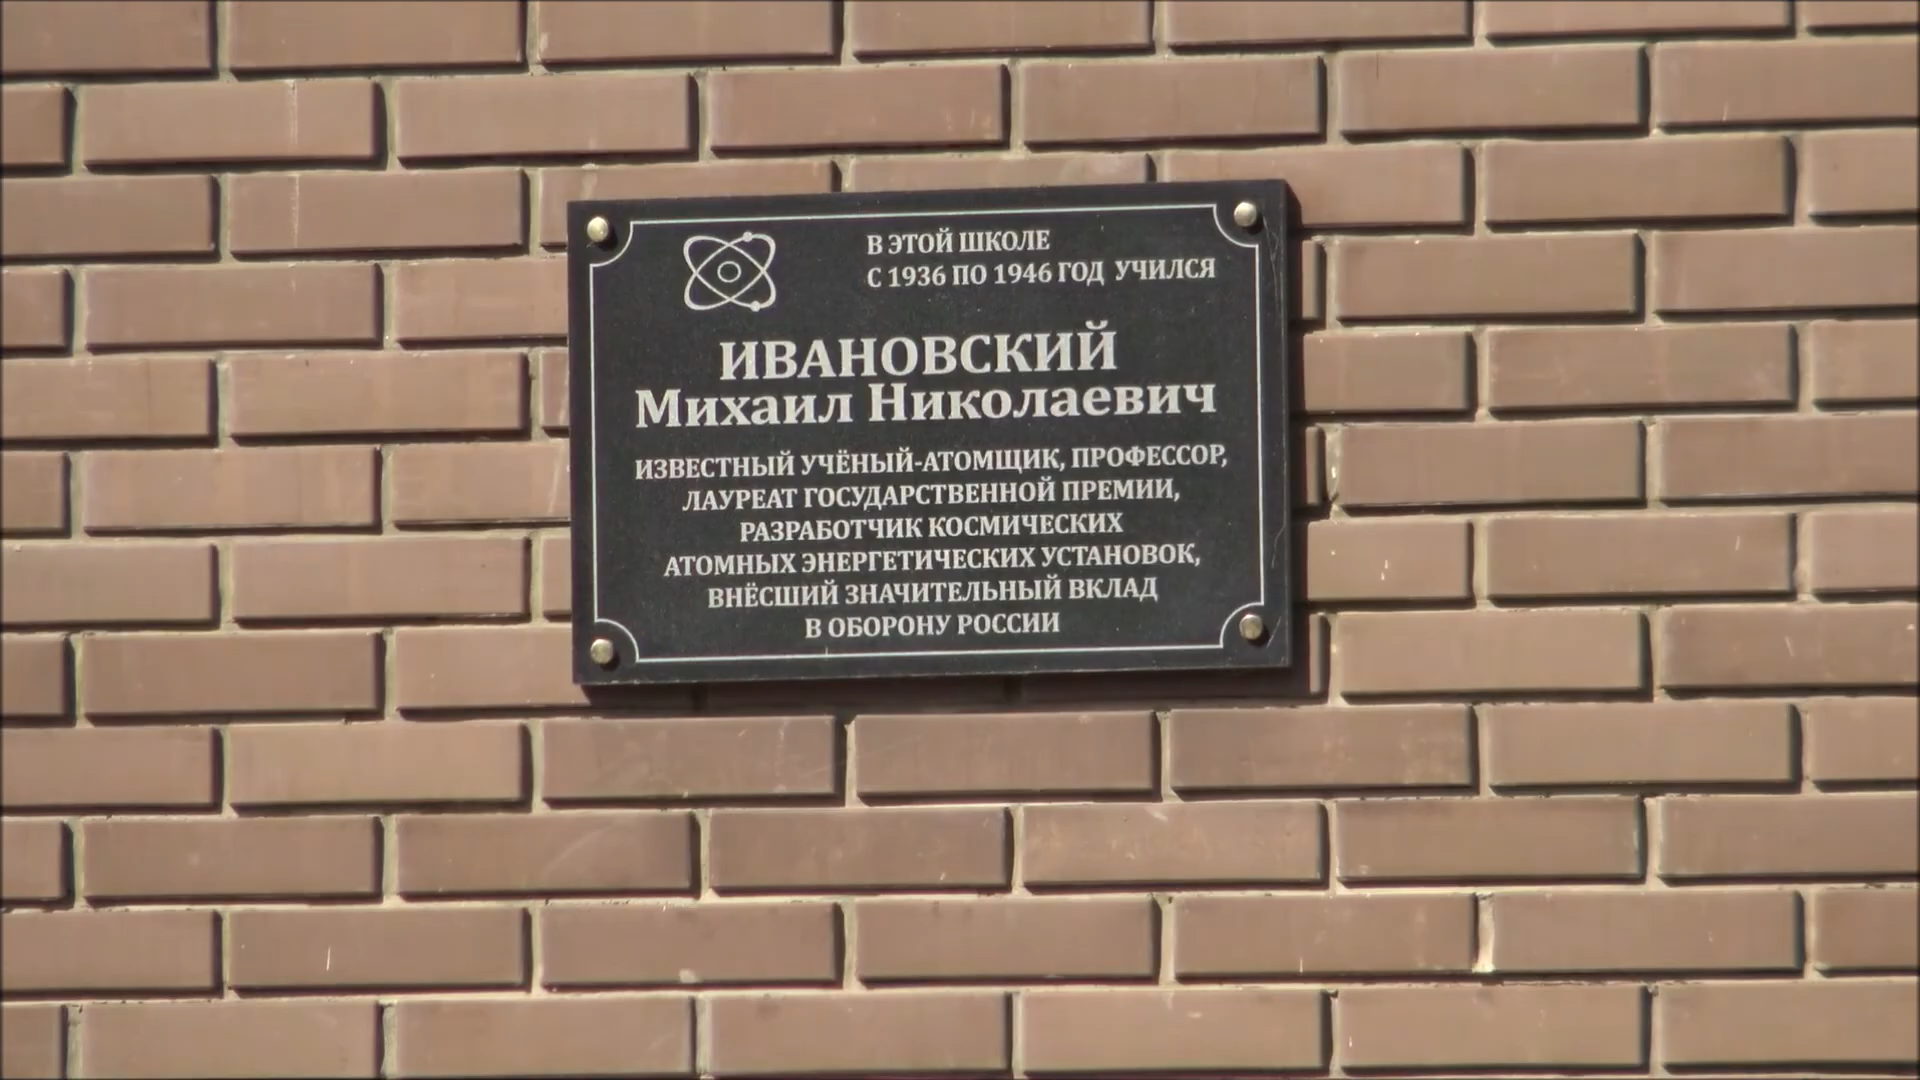 В ЭТОЙ ШКОЛЕ
С 1936 ПО 1946 ГОД УЧИЛСЯ
ИВАНОВСКИЙ
Михаил Николаевич
ИЗВЕСТНЫЙ УЧЁНЫЙ-АТОМЩИК, ПРОФЕССОР,
ЛАУРЕАТ ГОСУДАРСТВЕННОЙ ПРЕМИИ,
РАЗРАБОТЧИК КОСМИЧЕСКИХ
АТОМНЫХ ЭНЕРГЕТИЧЕСКИХ УСТАНОВОК,
ВНЁСШИЙ ЗНАЧИТЕЛЬНЫЙ ВКЛАД
В ОБОРОНУ РОССИИ